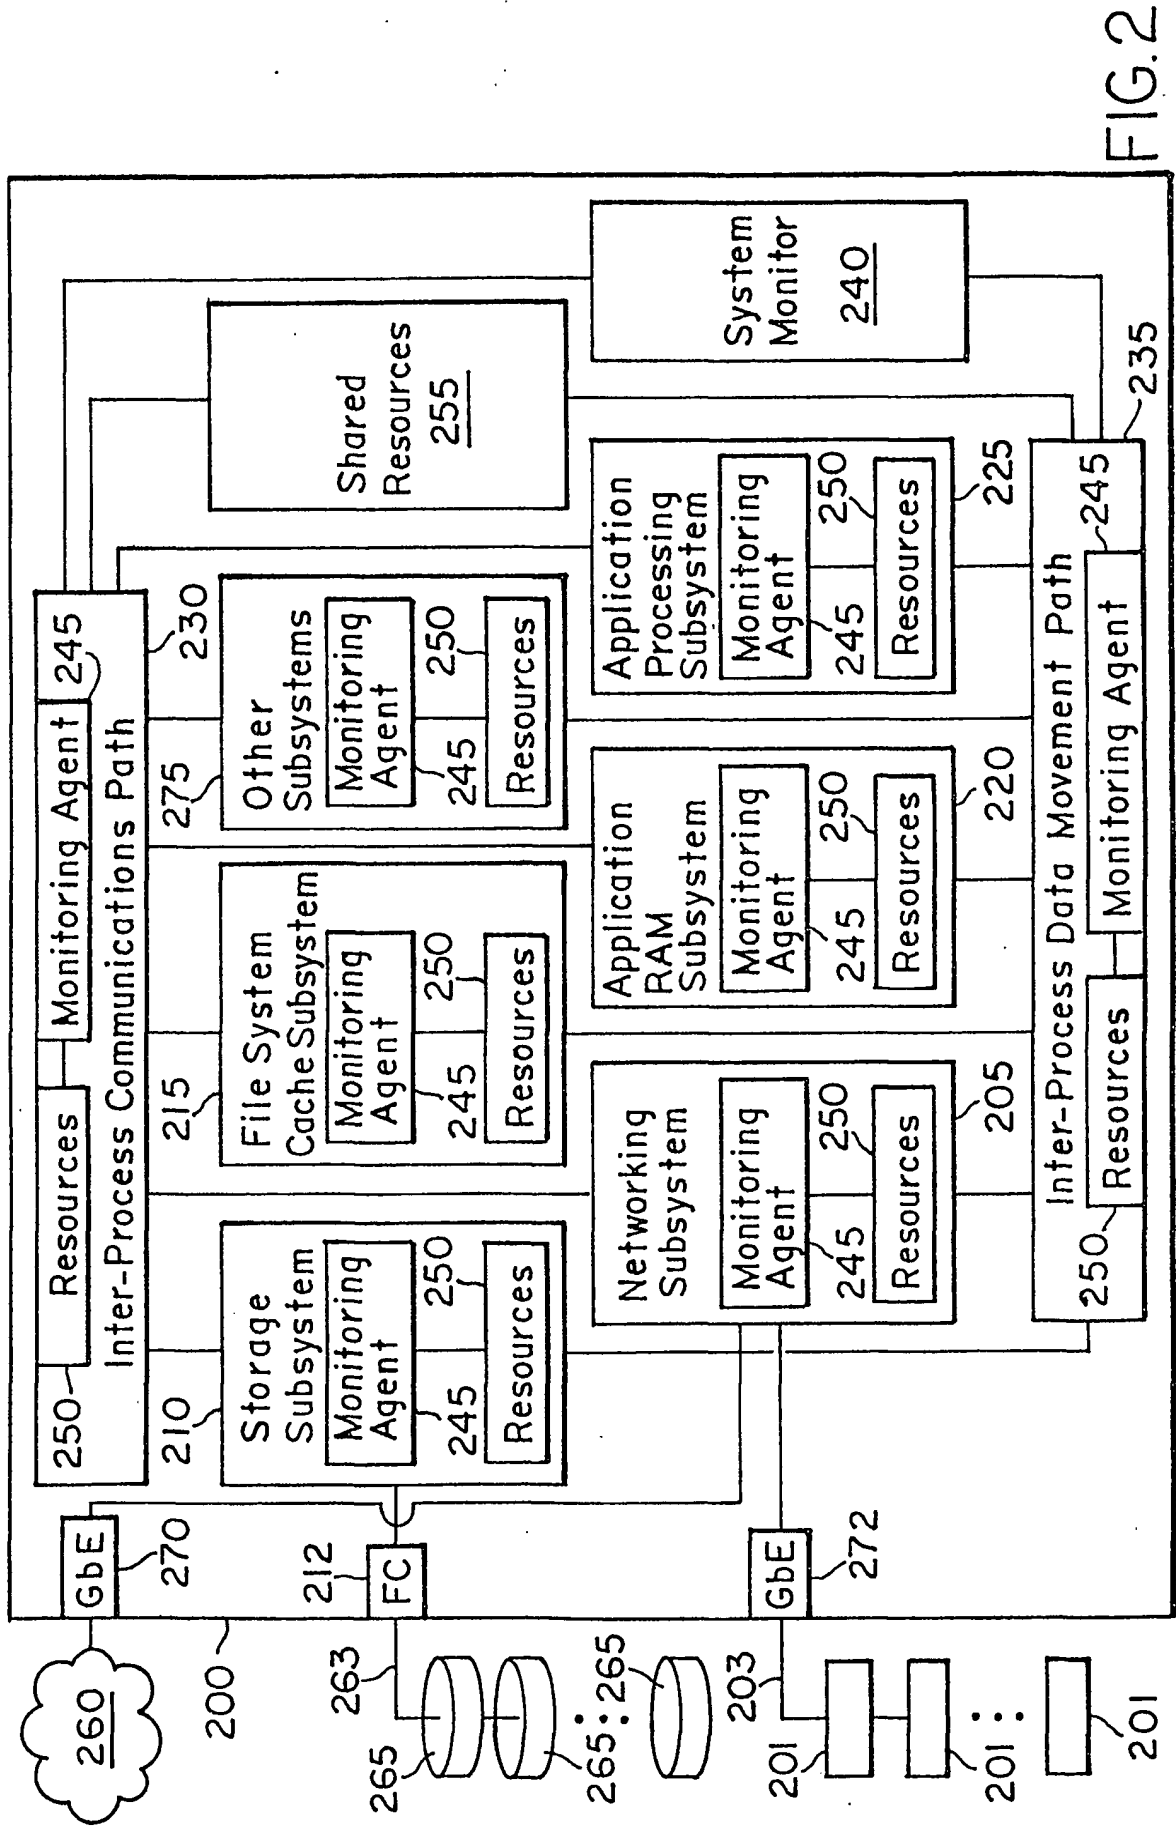 250
Resources
Monitoring Agent
245
Inter-Process Communications Path
230
GbE
270
260
200
210
Storage
Subsystem
Monitoring
Agent
245
250
Resources
215
File System
Cache Subsystem
Monitoring
Agent
245
250
Resources
275
Other
Subsystems
Monitoring
Agent
245
250
Resources
Shared
Resources
255
212
FC
263
265
265
265
Networking
Subsystem
Monitoring
Agent
245
250
Resources
205
Application
RAM
Subsystem
Monitoring
Agent
245
250
Resources
220
Application
Processing
Subsystem
Monitoring
Agent
245
250
Resources
225
System
Monitor
240
GbE
272
203
201
201
201
Inter-Process Data Movement Path
235
250
Resources
Monitoring Agent
245
FIG.2